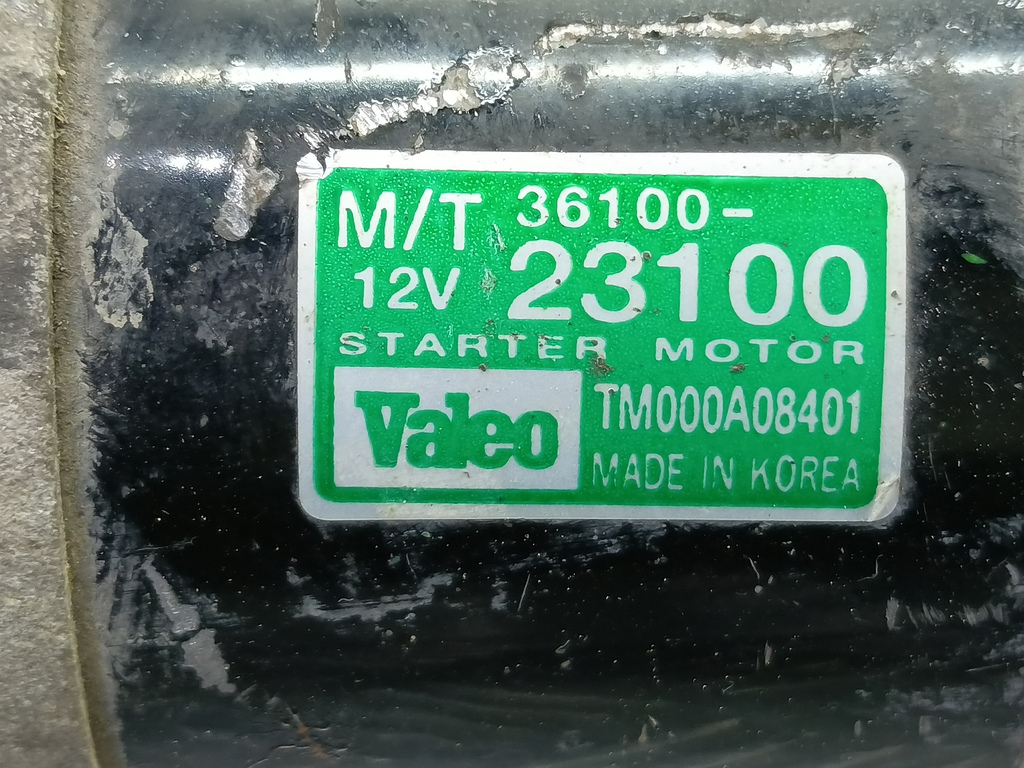 M/T 36100-
12V 23100
STARTER MOTOR
Valeo TM000A08401
MADE IN KOREA